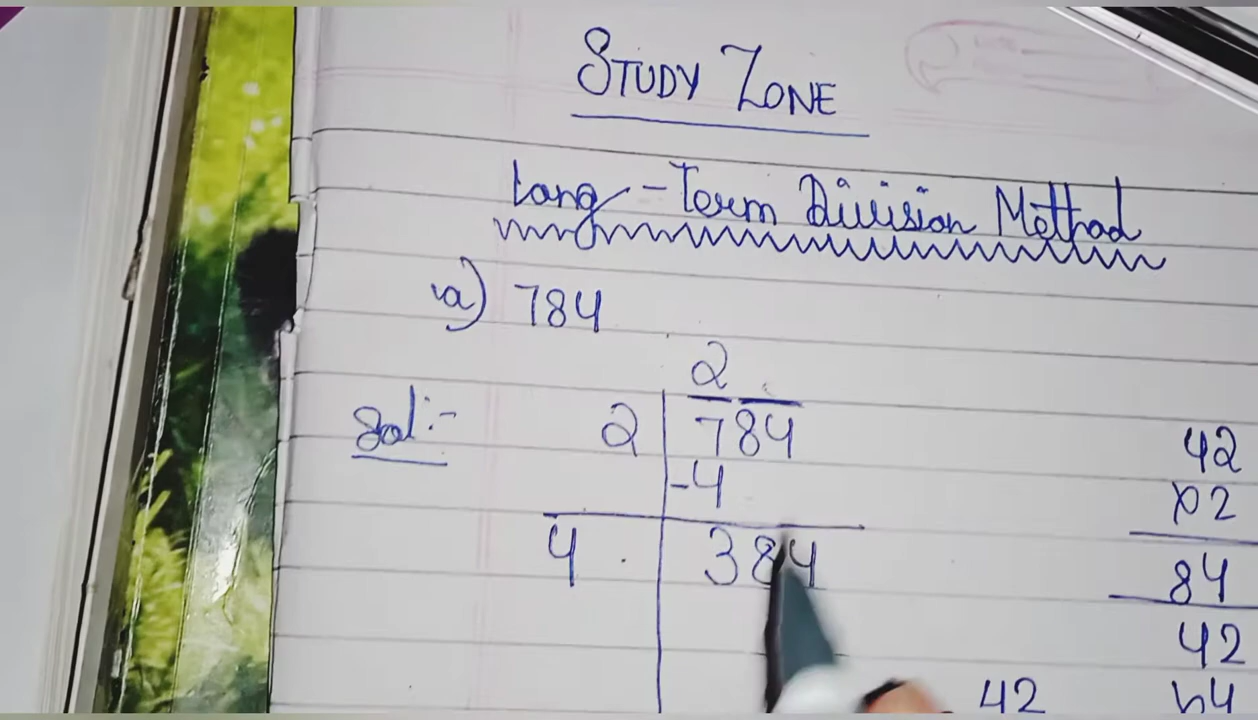 STUDY ZONE
Long-Term Division Method
a) 784
2
Sol:- 2 784
-4
4 . 384
42
x 2
84
42
42